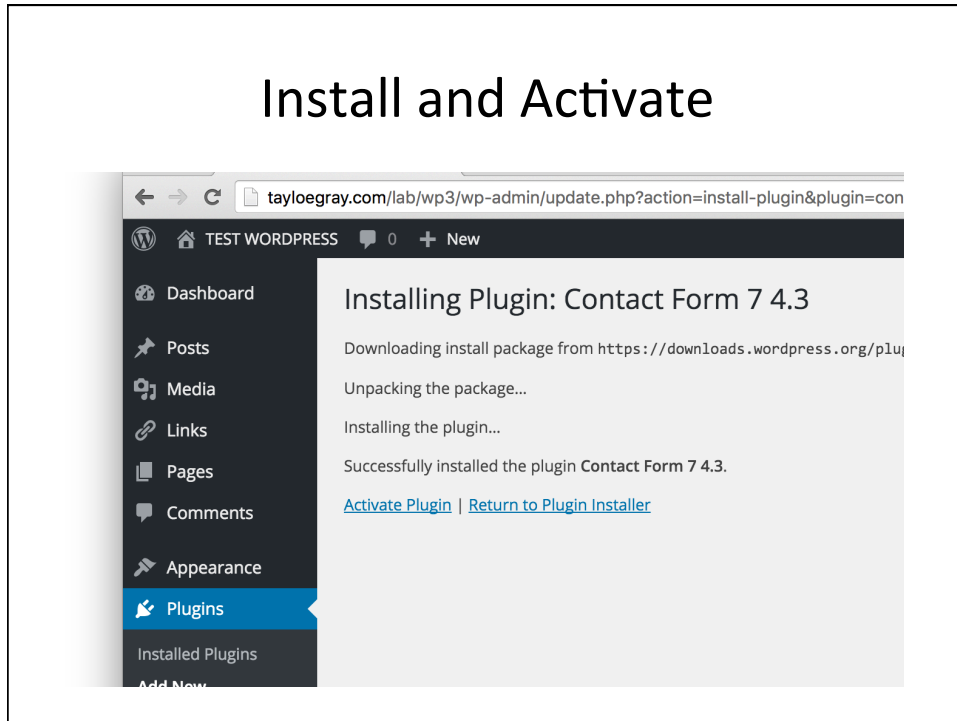 Install and Activate
tayloegray.com/lab/wp3/wp-admin/update.php?action=install-plugin&plugin=con
TEST WORDPRESS 0 + New
Dashboard
Posts
Media
Links
Pages
Comments
Appearance
Plugins
Installed Plugins
Add New
Installing Plugin: Contact Form 7 4.3
Downloading install package from https://downloads.wordpress.org/plug
Unpacking the package...
Installing the plugin...
Successfully installed the plugin Contact Form 7 4.3.
Activate Plugin | Return to Plugin Installer